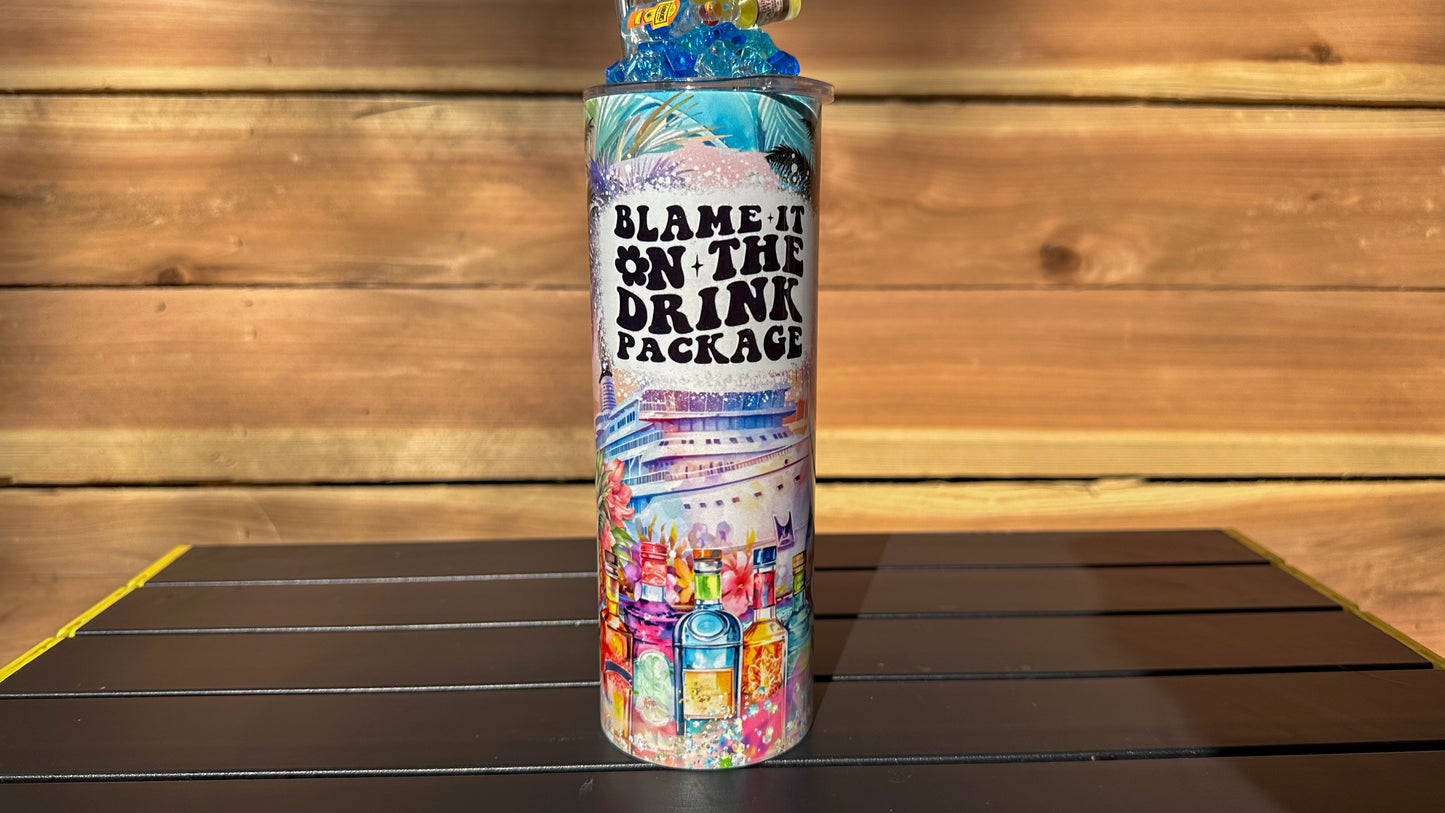 BLAME IT
ON THE
DRINK
PACKAGE